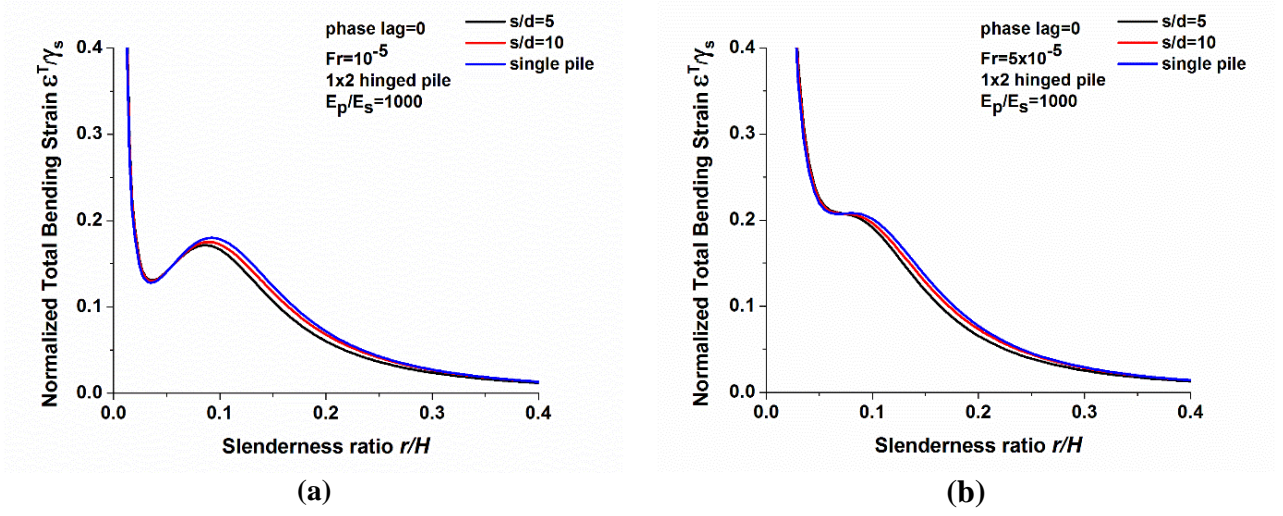 phase lag=0
Fr=10⁻⁵
1x2 hinged pile
Eₚ/Eₛ=1000
s/d=5
s/d=10
single pile
Normalized Total Bending Strain εᵀ/γₛ
0.4
0.3
0.2
0.1
0.0
0.0 0.1 0.2 0.3 0.4
Slenderness ratio r/H
(a)
phase lag=0
Fr=5x10⁻⁵
1x2 hinged pile
Eₚ/Eₛ=1000
s/d=5
s/d=10
single pile
Normalized Total Bending Strain εᵀ/γₛ
0.4
0.3
0.2
0.1
0.0
0.0 0.1 0.2 0.3 0.4
Slenderness ratio r/H
(b)